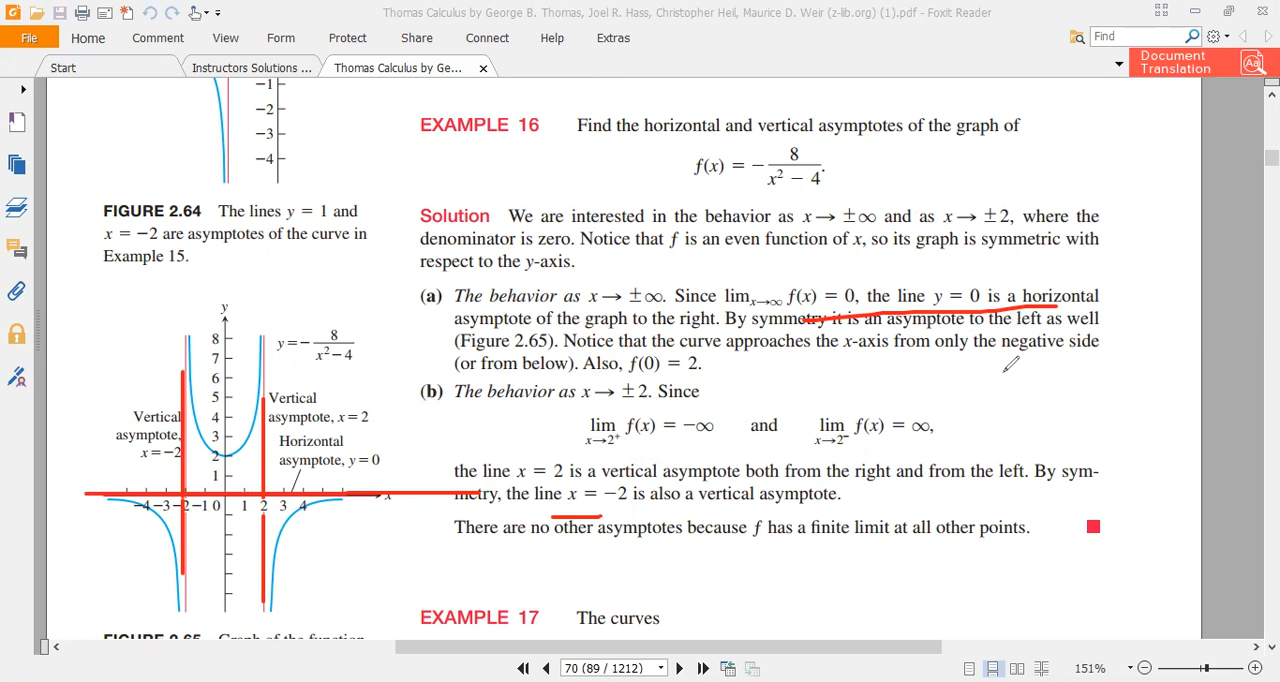 Thomas Calculus by George B. Thomas, Joel R. Hass, Christopher Heil, Maurice D. Weir (z-lib.org) (1).pdf - Foxit Reader
File Home Comment View Form Protect Share Connect Help Extras
Find
Start
Instructors Solutions ...
Thomas Calculus by Ge...
Document
Translation
−1
−2
−3
−4
FIGURE 2.64 The lines y = 1 and
x = −2 are asymptotes of the curve in
Example 15.
y
8
7
6
5
4
3
2
1
y = − 8 / x² − 4
Vertical
asymptote,
x = −2
Vertical
asymptote, x = 2
Horizontal
asymptote, y = 0
−4 −3 −2 −1 0 1 2 3 4
x
FIGURE 2.65 Graph of the function
EXAMPLE 16 Find the horizontal and vertical asymptotes of the graph of
f(x) = − 8 / x² − 4.
Solution We are interested in the behavior as x → ±∞ and as x → ±2, where the
denominator is zero. Notice that f is an even function of x, so its graph is symmetric with
respect to the y-axis.
(a) The behavior as x → ±∞. Since lim x→∞ f(x) = 0, the line y = 0 is a horizontal
asymptote of the graph to the right. By symmetry it is an asymptote to the left as well
(Figure 2.65). Notice that the curve approaches the x-axis from only the negative side
(or from below). Also, f(0) = 2.
(b) The behavior as x → ±2. Since
lim x→2⁺ f(x) = −∞ and lim x→2⁻ f(x) = ∞,
the line x = 2 is a vertical asymptote both from the right and from the left. By sym-
metry, the line x = −2 is also a vertical asymptote.
There are no other asymptotes because f has a finite limit at all other points.
EXAMPLE 17 The curves
70 (89 / 1212)
151%